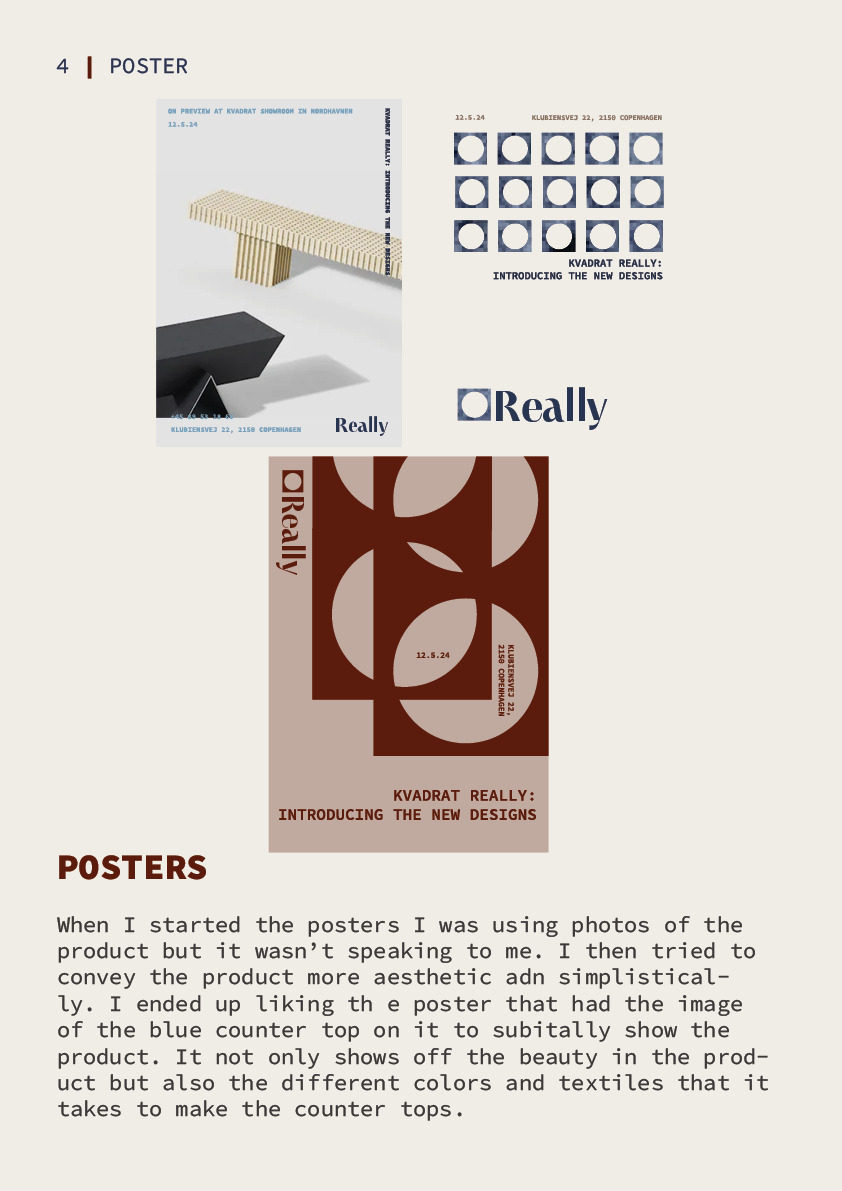 4 | POSTER
ON PREVIEW AT KVADRAT SHOWROOM IN NORDHAVNEN
12.5.24
KVADRAT REALLY: INTRODUCING THE NEW DESIGNS
KLUBIENSVEJ 22, 2150 COPENHAGEN
Really
12.5.24 KLUBIENSVEJ 22, 2150 COPENHAGEN
KVADRAT REALLY:
INTRODUCING THE NEW DESIGNS
Really
Really
12.5.24
KLUBIENSVEJ 22,
2150 COPENHAGEN
KVADRAT REALLY:
INTRODUCING THE NEW DESIGNS
POSTERS
When I started the posters I was using photos of the
product but it wasn’t speaking to me. I then tried to
convey the product more aesthetic adn simplistical-
ly. I ended up liking th e poster that had the image
of the blue counter top on it to subitally show the
product. It not only shows off the beauty in the prod-
uct but also the different colors and textiles that it
takes to make the counter tops.